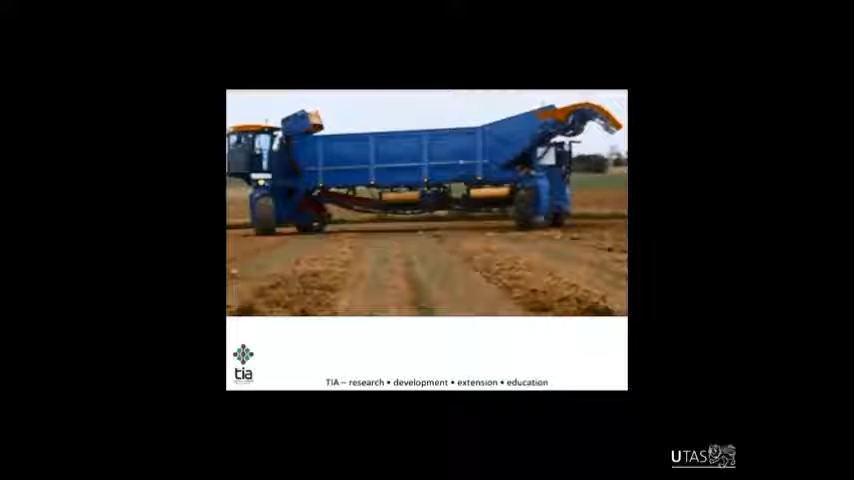 tia
TIA – research • development • extension • education
UTAS